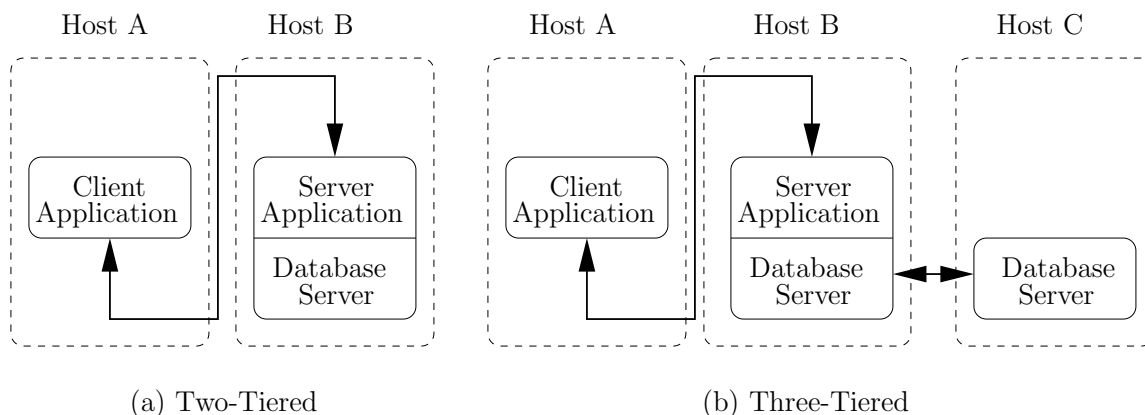 Host A
Host B
Client
Application
Server
Application
Database
Server
(a) Two-Tiered
Host A
Host B
Host C
Client
Application
Server
Application
Database
Server
Database
Server
(b) Three-Tiered